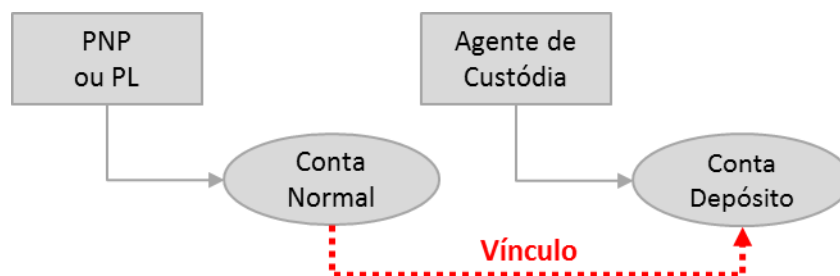 PNP
ou PL
Agente de
Custódia
Conta
Normal
Conta
Depósito
Vínculo